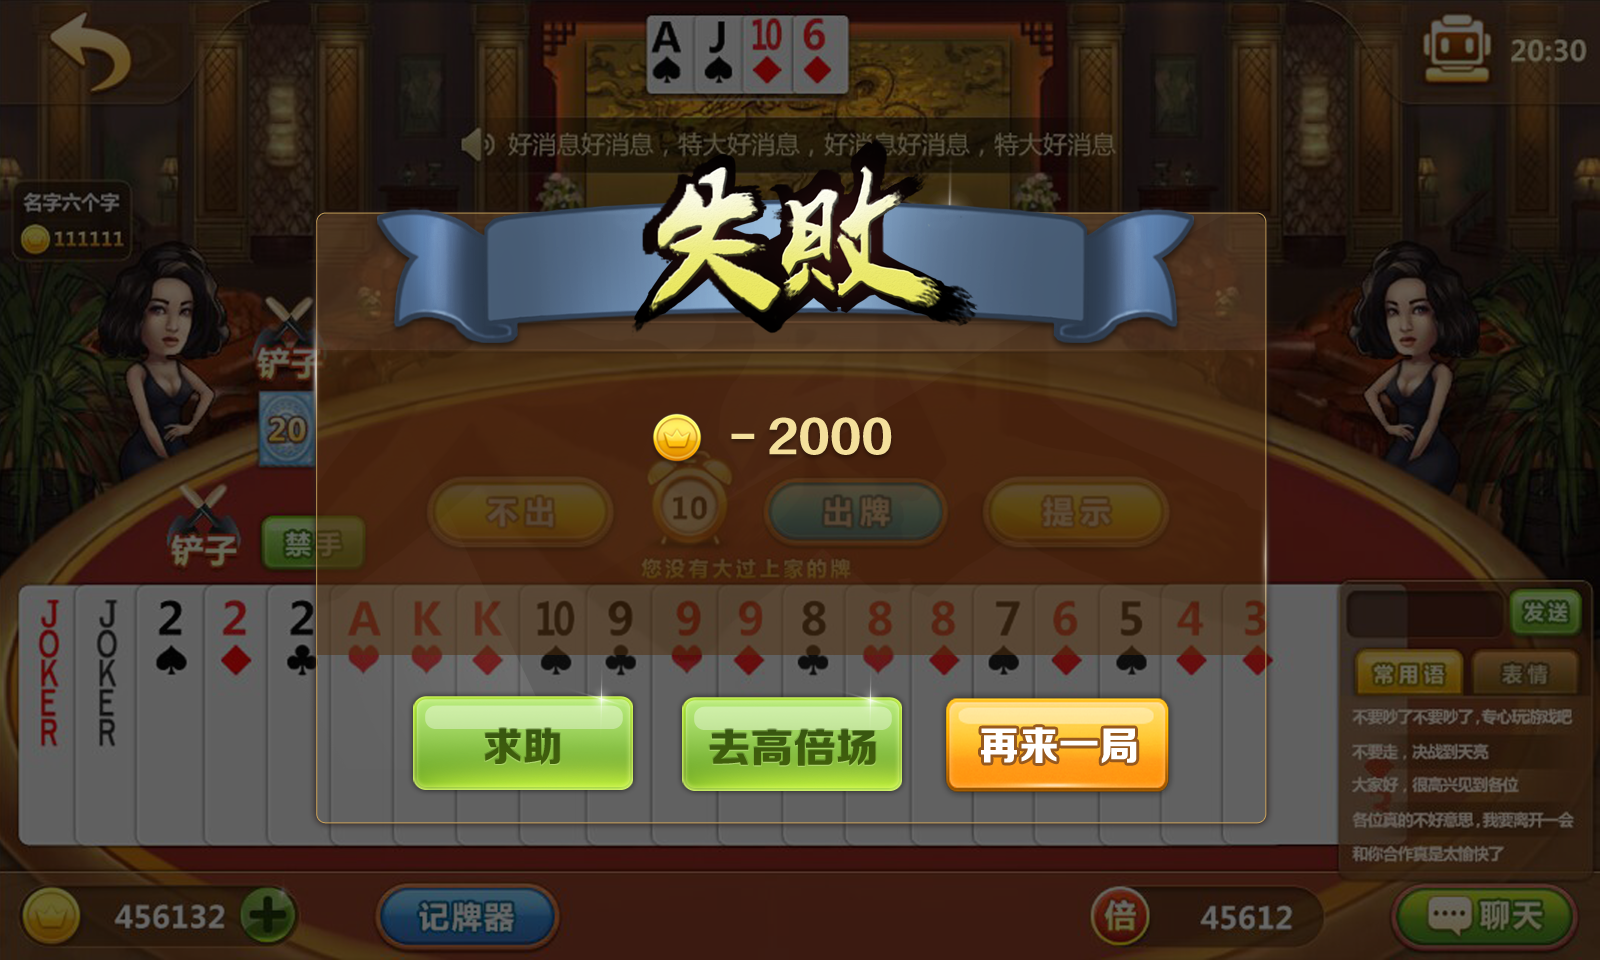 A J 10 6
20:30
好消息好消息，特大好消息，好消息好消息，特大好消息
名字六个字
111111
失敗
铲子
20
- 2000
不出
10
出牌
提示
铲子
禁手
您没有大过上家的牌
JOKER JOKER 2 2 2 A K K 10 9 9 9 8 8 8 7 6 5 4 3
发送
常用语 表情
不要吵了不要吵了,专心玩游戏吧
不要走，决战到天亮
大家好，很高兴见到各位
各位真的不好意思,我要离开一会
和你合作真是太愉快了
求助
去高倍场
再来一局
456132
记牌器
倍
45612
聊天